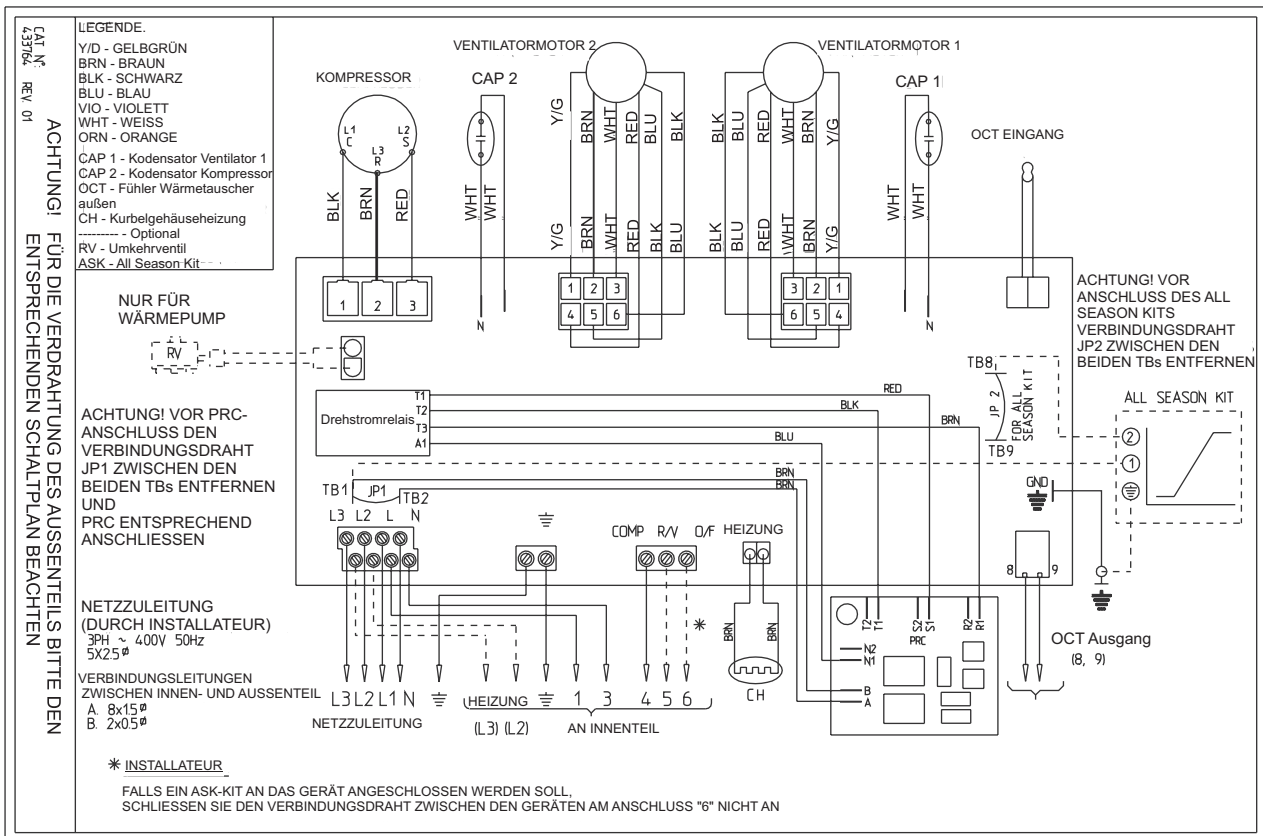 LEGENDE.
Y/D - GELBGRÜN
BRN - BRAUN
BLK - SCHWARZ
BLU - BLAU
VIO - VIOLETT
WHT - WEISS
ORN - ORANGE
CAP 1 - Kodensator Ventilator 1
CAP 2 - Kodensator Kompressor
OCT - Fühler Wärmetauscher
außen
CH - Kurbelgehäuseheizung
--------- - Optional
RV - Umkehrventil
ASK - All Season Kit
CAT N°:
433764 REV. 01
ACHTUNG! FÜR DIE VERDRAHTUNG DES AUSSENTEILS BITTE DEN
ENTSPRECHENDEN SCHALTPLAN BEACHTEN
KOMPRESSOR
L1 L2
C S
L3
R
BLK BRN RED
1 2 3
CAP 2
WHT WHT
N
VENTILATORMOTOR 2
Y/G BRN WHT RED BLU BLK
Y/G BRN WHT RED BLK BLU
1 2 3
4 5 6
VENTILATORMOTOR 1
BLK BLU RED WHT BRN Y/G
BLK BLU RED WHT BRN Y/G
3 2 1
6 5 4
CAP 1
WHT WHT
N
OCT EINGANG
ACHTUNG! VOR
ANSCHLUSS DES ALL
SEASON KITS
VERBINDUNGSDRAHT
JP2 ZWISCHEN DEN
BEIDEN TBs ENTFERNEN
NUR FÜR
WÄRMEPUMP
RV
Drehstromrelais
T1
T2
T3
A1
RED
BLK
BRN
BLU
BRN
BRN
TB8
JP 2
FOR ALL
SEASON KIT
TB9
ALL SEASON KIT
2
1
GND
ACHTUNG! VOR PRC-
ANSCHLUSS DEN
VERBINDUNGSDRAHT
JP1 ZWISCHEN DEN
BEIDEN TBs ENTFERNEN
UND
PRC ENTSPRECHEND
ANSCHLIESSEN
TB1 JP1 TB2
L3 L2 L N
COMP R/V O/F HEIZUNG
8 9
NETZZULEITUNG
(DURCH INSTALLATEUR)
3PH ~ 400V 50Hz
5X2.5
VERBINDUNGSLEITUNGEN
ZWISCHEN INNEN- UND AUSSENTEIL
A. 8x1.5
B. 2x0.5
L3 L2 L1 N
NETZZULEITUNG
HEIZUNG
(L3) (L2)
1 3 4 5 6
*
AN INNENTEIL
BRN BRN
CH
T2 T1 S2 S1 R2 R1
PRC
N2
N1
B
A
OCT Ausgang
(8, 9)
* INSTALLATEUR
FALLS EIN ASK-KIT AN DAS GERÄT ANGESCHLOSSEN WERDEN SOLL,
SCHLIESSEN SIE DEN VERBINDUNGSDRAHT ZWISCHEN DEN GERÄTEN AM ANSCHLUSS "6" NICHT AN